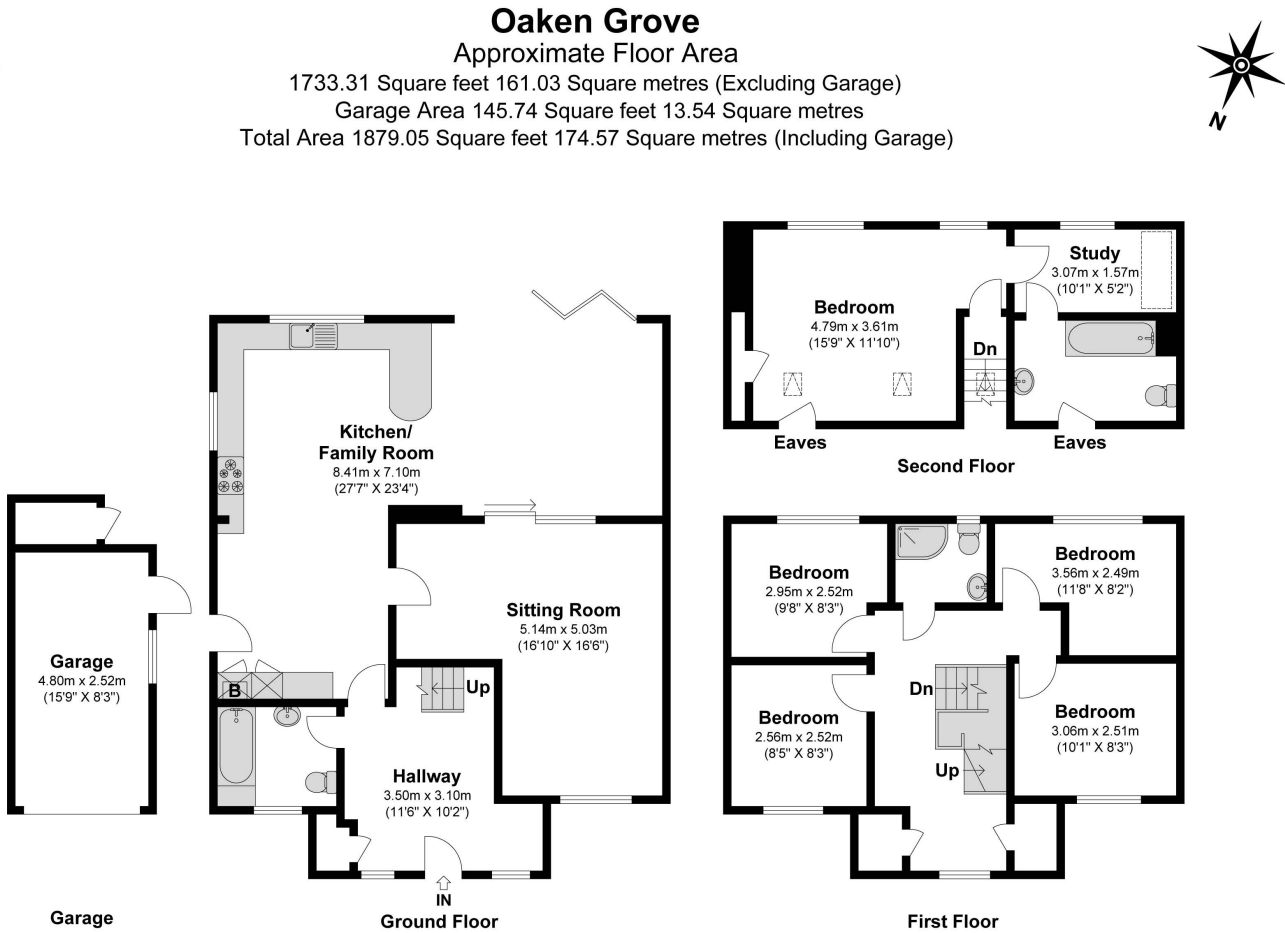 Oaken Grove
Approximate Floor Area
1733.31 Square feet 161.03 Square metres (Excluding Garage)
Garage Area 145.74 Square feet 13.54 Square metres
Total Area 1879.05 Square feet 174.57 Square metres (Including Garage)
N
Study
3.07m x 1.57m
(10'1" X 5'2")
Bedroom
4.79m x 3.61m
(15'9" X 11'10")
Dn
Eaves
Eaves
Second Floor
Kitchen/
Family Room
8.41m x 7.10m
(27'7" X 23'4")
Sitting Room
5.14m x 5.03m
(16'10" X 16'6")
B
Up
Hallway
3.50m x 3.10m
(11'6" X 10'2")
IN
Ground Floor
Garage
4.80m x 2.52m
(15'9" X 8'3")
Garage
Bedroom
2.95m x 2.52m
(9'8" X 8'3")
Bedroom
3.56m x 2.49m
(11'8" X 8'2")
Bedroom
2.56m x 2.52m
(8'5" X 8'3")
Dn
Up
Bedroom
3.06m x 2.51m
(10'1" X 8'3")
First Floor